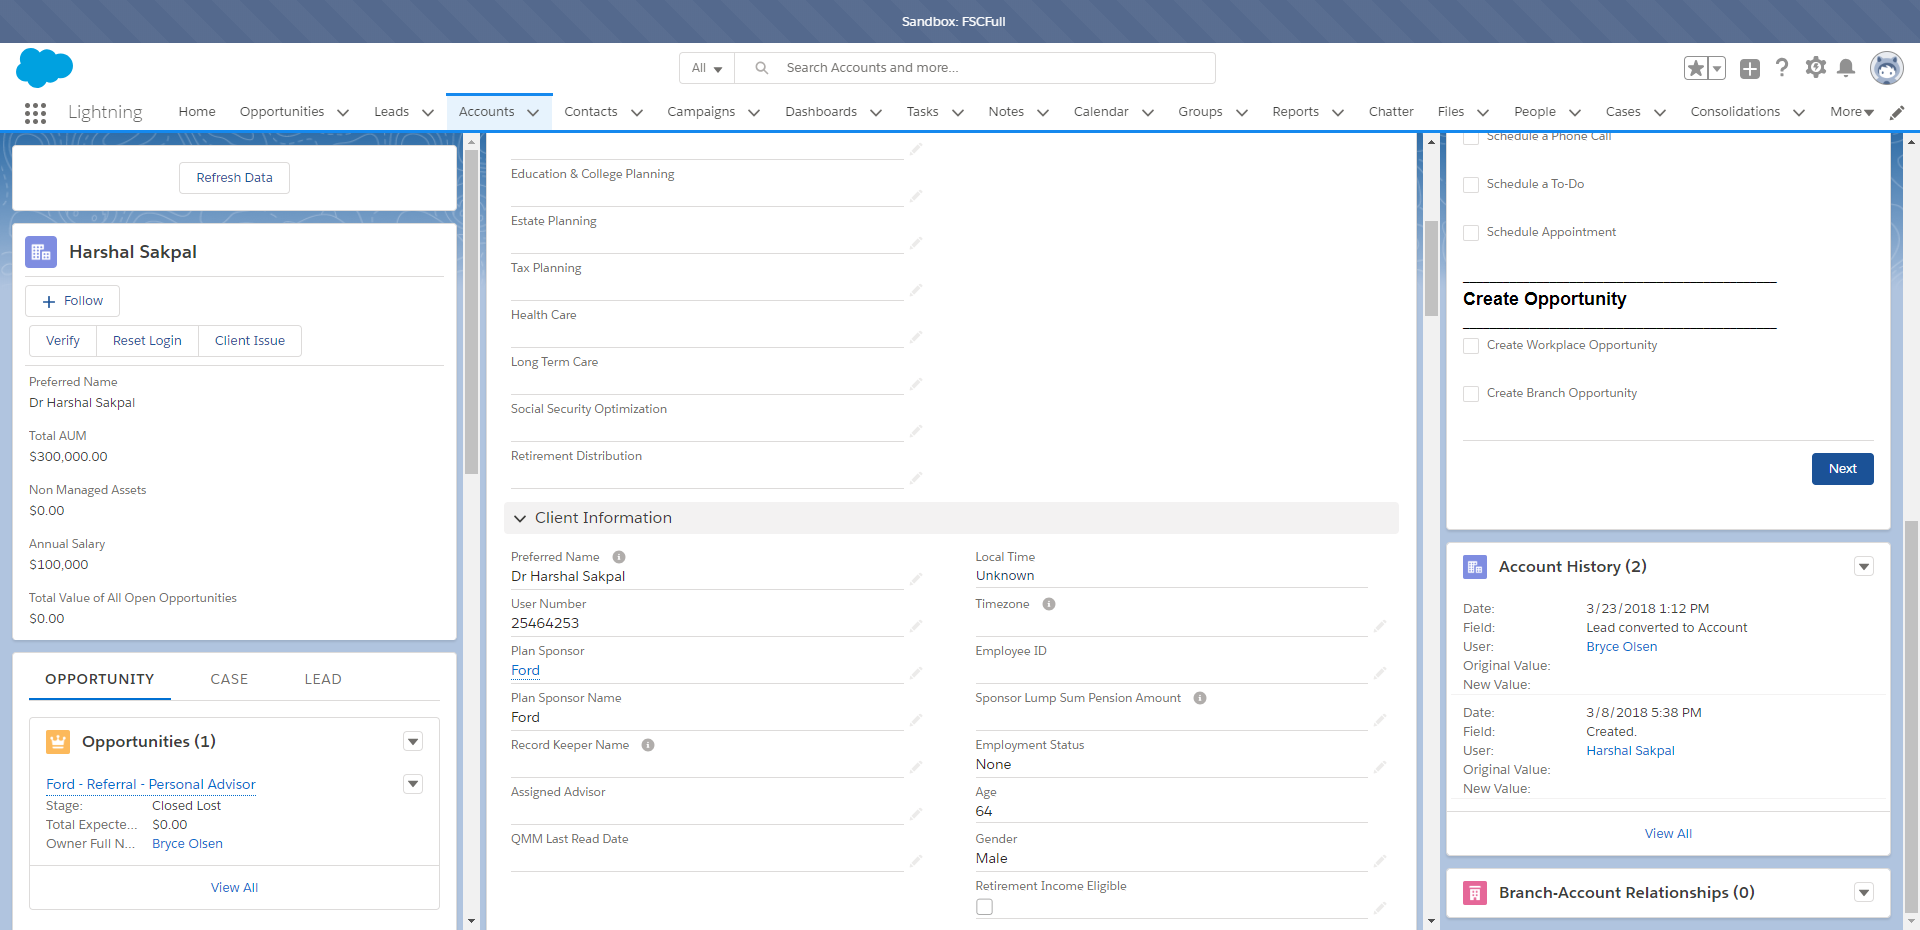 Sandbox: FSCFull
All
Search Accounts and more...
Lightning
Home
Opportunities
Leads
Accounts
Contacts
Campaigns
Dashboards
Tasks
Notes
Calendar
Groups
Reports
Chatter
Files
People
Cases
Consolidations
More
Refresh Data
Harshal Sakpal
Follow
Verify
Reset Login
Client Issue
Preferred Name
Dr Harshal Sakpal
Total AUM
$300,000.00
Non Managed Assets
$0.00
Annual Salary
$100,000
Total Value of All Open Opportunities
$0.00
OPPORTUNITY
CASE
LEAD
Opportunities (1)
Ford - Referral - Personal Advisor
Stage: Closed Lost
Total Expecte... $0.00
Owner Full N... Bryce Olsen
View All
Education & College Planning
Estate Planning
Tax Planning
Health Care
Long Term Care
Social Security Optimization
Retirement Distribution
Client Information
Preferred Name
Dr Harshal Sakpal
User Number
25464253
Plan Sponsor
Ford
Plan Sponsor Name
Ford
Record Keeper Name
Assigned Advisor
QMM Last Read Date
Local Time
Unknown
Timezone
Employee ID
Sponsor Lump Sum Pension Amount
Employment Status
None
Age
64
Gender
Male
Retirement Income Eligible
Schedule a Phone Call
Schedule a To-Do
Schedule Appointment
Create Opportunity
Create Workplace Opportunity
Create Branch Opportunity
Next
Account History (2)
Date: 3/23/2018 1:12 PM
Field: Lead converted to Account
User: Bryce Olsen
Original Value:
New Value:
Date: 3/8/2018 5:38 PM
Field: Created.
User: Harshal Sakpal
Original Value:
New Value:
View All
Branch-Account Relationships (0)